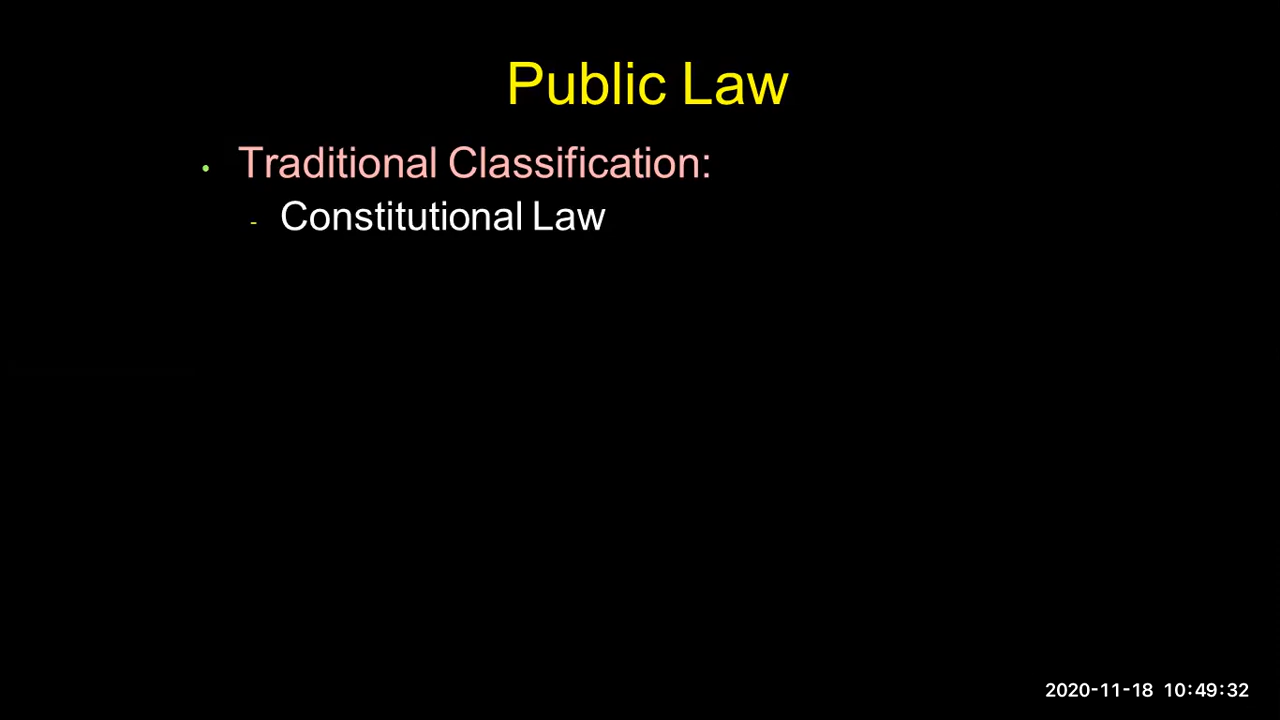 Public Law
• Traditional Classification:
- Constitutional Law
2020-11-18 10:49:32